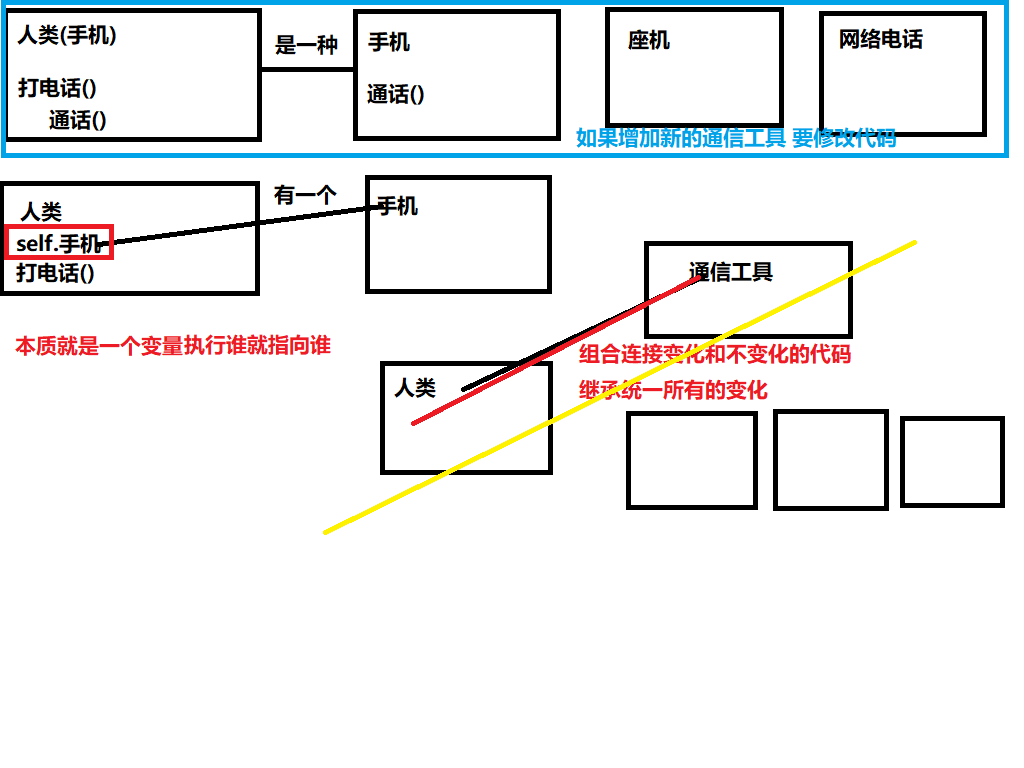 人类(手机)
打电话()
通话()
是一种
手机
通话()
座机
网络电话
如果增加新的通信工具 要修改代码
人类
self.手机
打电话()
有一个
手机
本质就是一个变量执行谁就指向谁
通信工具
组合连接变化和不变化的代码
继承统一所有的变化
人类